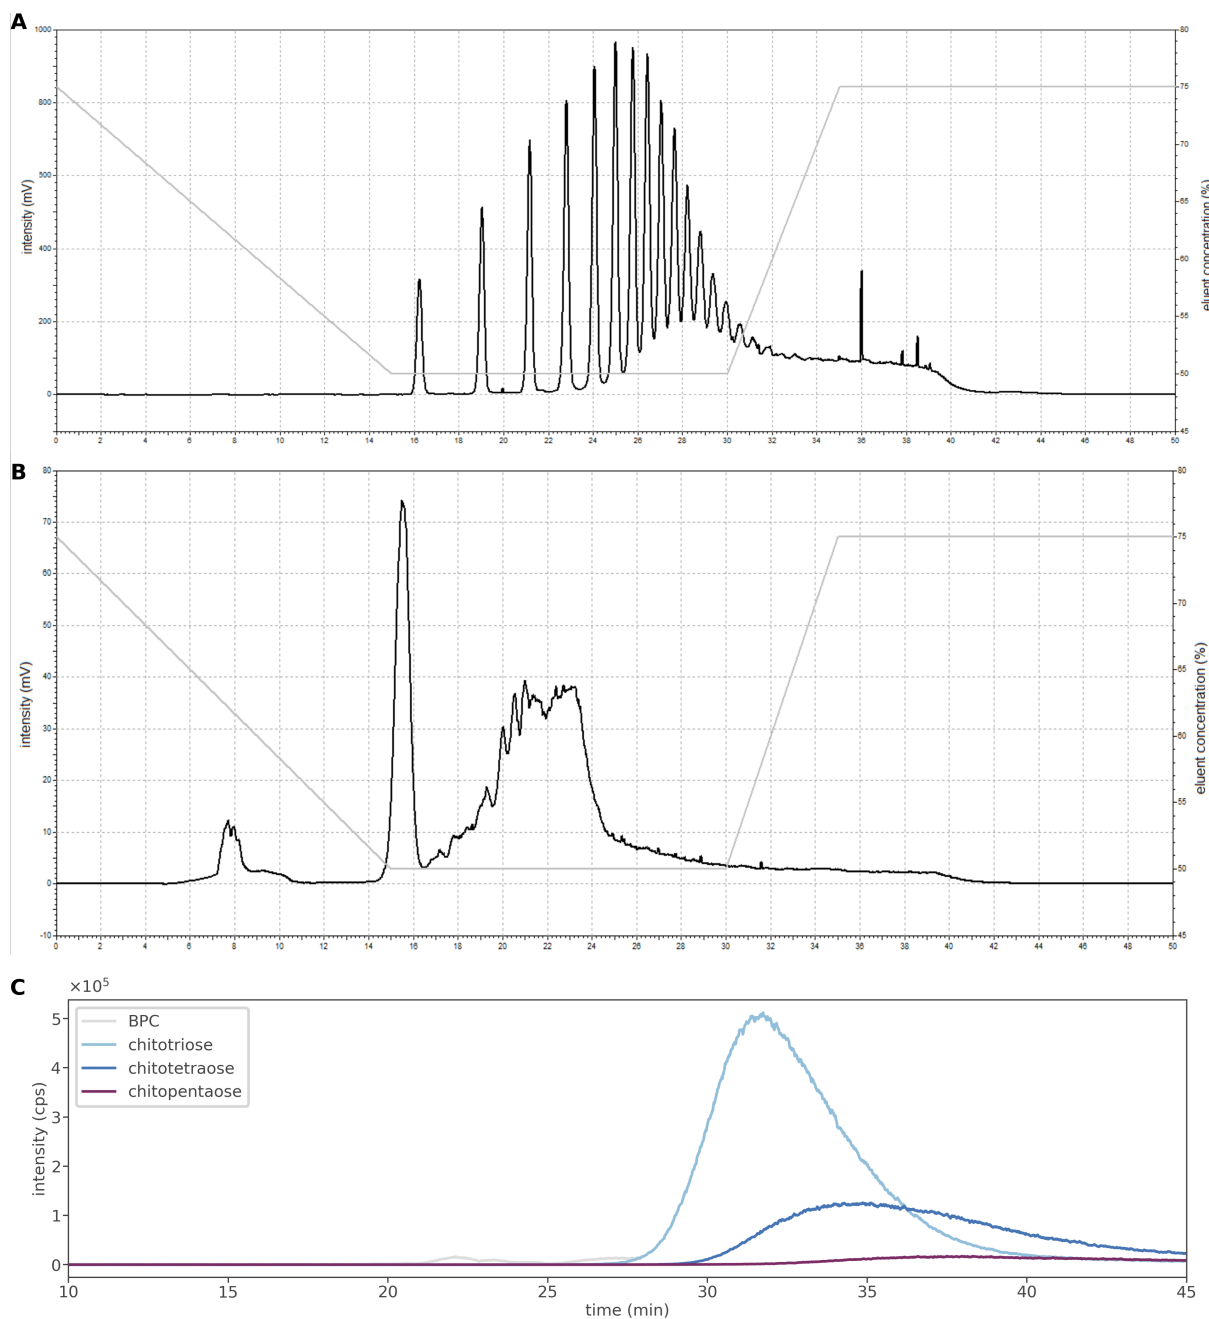 A
1000
800
600
400
200
0
intensity (mV)
80
75
70
65
60
55
50
45
eluent concentration (%)
0 2 4 6 8 10 12 14 16 18 20 22 24 26 28 30 32 34 36 38 40 42 44 46 48 50
B
80
70
60
50
40
30
20
10
0
-10
intensity (mV)
80
75
70
65
60
55
50
45
eluent concentration (%)
0 2 4 6 8 10 12 14 16 18 20 22 24 26 28 30 32 34 36 38 40 42 44 46 48 50
C
×10⁵
5
4
3
2
1
0
intensity (cps)
BPC
chitotriose
chitotetraose
chitopentaose
10 15 20 25 30 35 40 45
time (min)